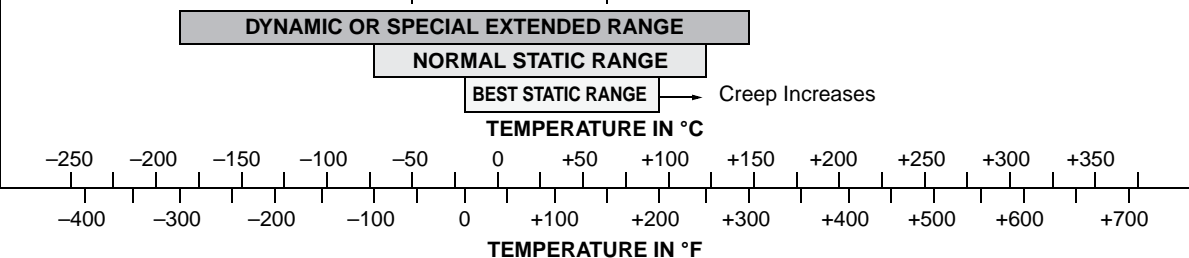 DYNAMIC OR SPECIAL EXTENDED RANGE
NORMAL STATIC RANGE
BEST STATIC RANGE Creep Increases
TEMPERATURE IN °C
–250 –200 –150 –100 –50 0 +50 +100 +150 +200 +250 +300 +350
–400 –300 –200 –100 0 +100 +200 +300 +400 +500 +600 +700
TEMPERATURE IN °F